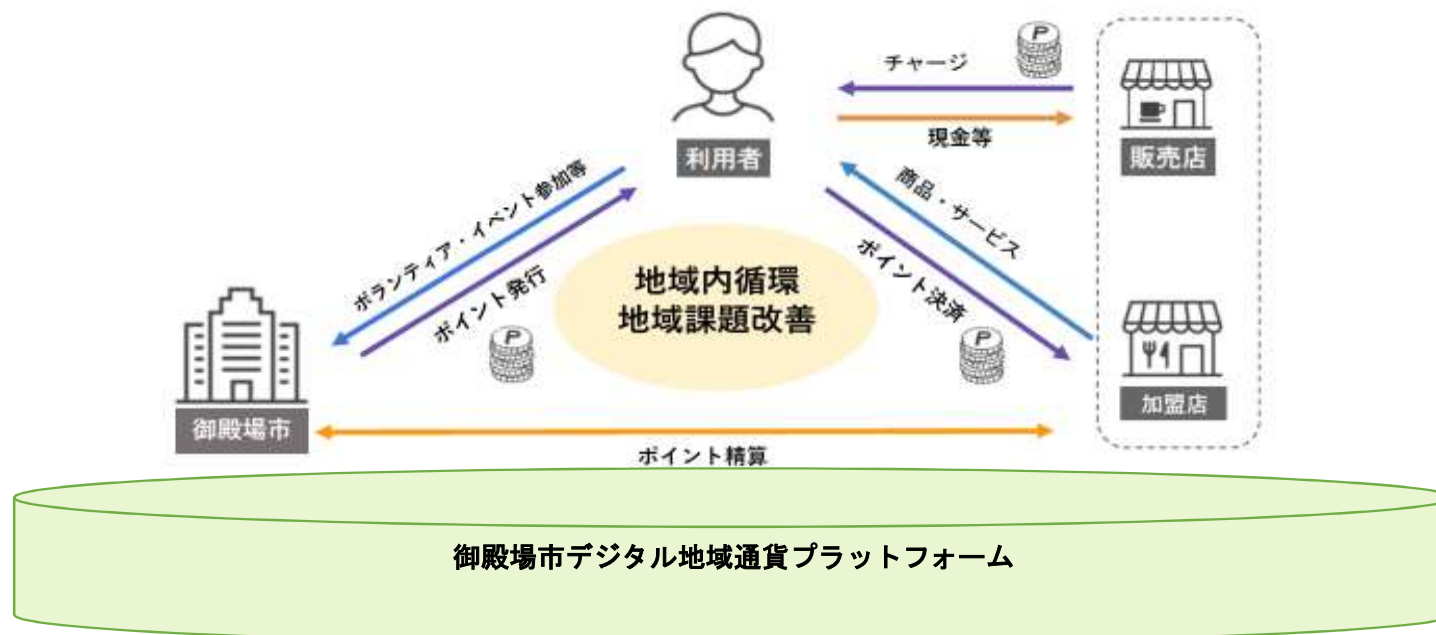 チャージ
現金等
利用者
販売店
ボランティア・イベント参加等
ポイント発行
商品・サービス
ポイント決済
地域内循環
地域課題改善
P
P
P
御殿場市
加盟店
ポイント精算
御殿場市デジタル地域通貨プラットフォーム